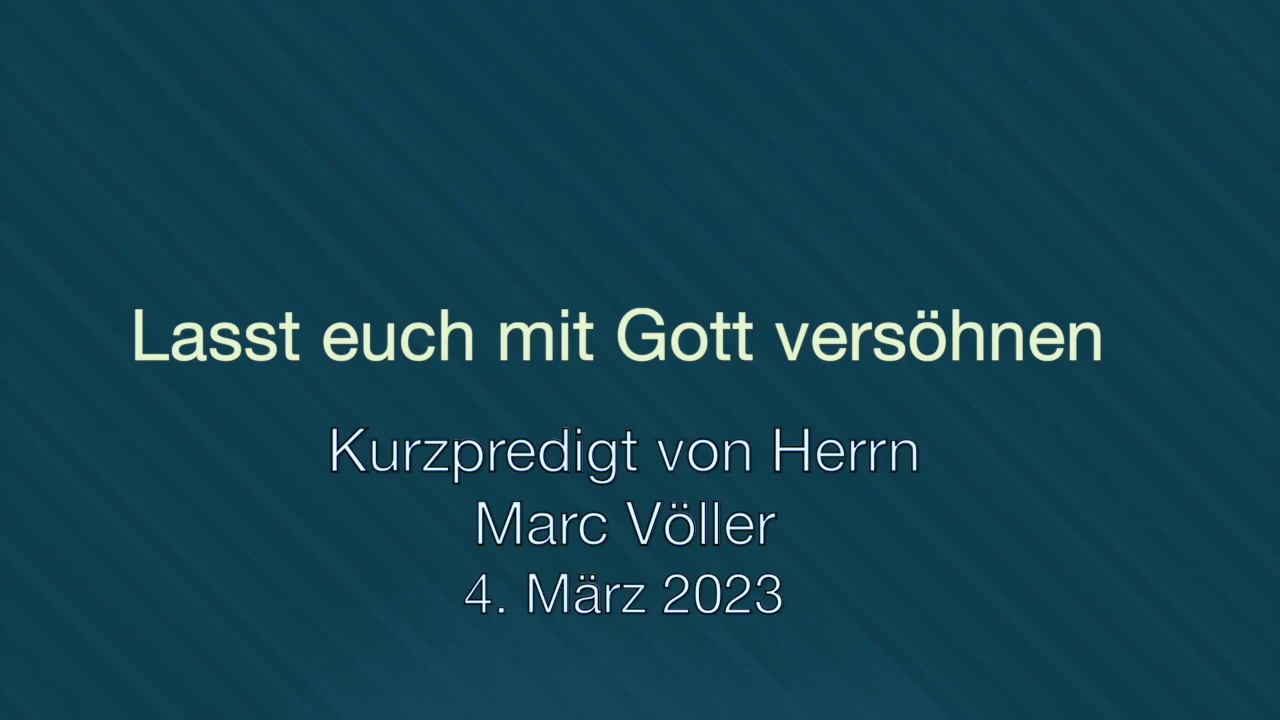 Lasst euch mit Gott versöhnen
Kurzpredigt von Herrn
Marc Völler
4. März 2023